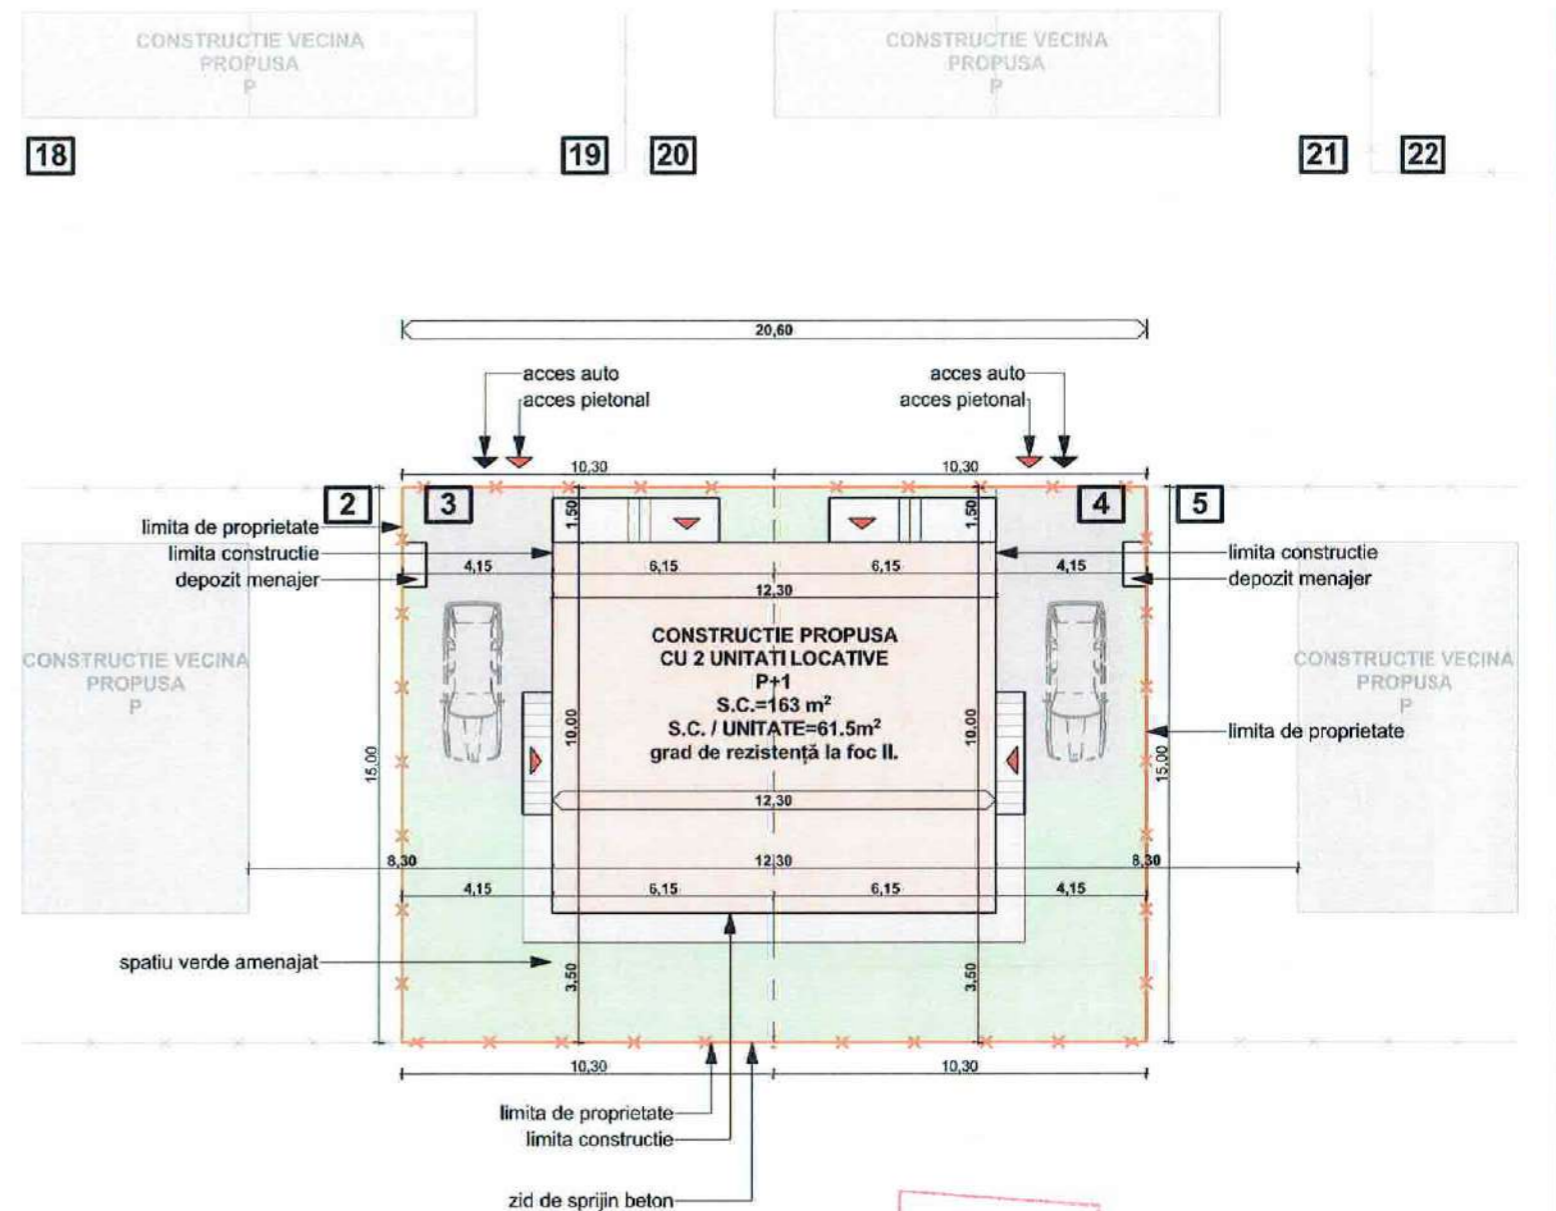 CONSTRUCTIE VECINA
PROPUSA
P
CONSTRUCTIE VECINA
PROPUSA
P
18
19
20
21
22
20,60
acces auto
acces pietonal
acces auto
acces pietonal
10,30
10,30
2
3
4
5
limita de proprietate
limita constructie
depozit menajer
1,50
1,50
limita constructie
depozit menajer
4,15
6,15
6,15
4,15
12,30
CONSTRUCTIE PROPUSA
CU 2 UNITATI LOCATIVE
P+1
S.C.=163 m²
S.C. / UNITATE=61.5m²
grad de rezistență la foc II.
CONSTRUCTIE VECINA
PROPUSA
P
CONSTRUCTIE VECINA
PROPUSA
P
limita de proprietate
15,00
10,00
10,00
15,00
12,30
8,30
12,30
8,30
4,15
6,15
6,15
4,15
spatiu verde amenajat
3,50
3,50
10,30
10,30
limita de proprietate
limita constructie
zid de sprijin beton